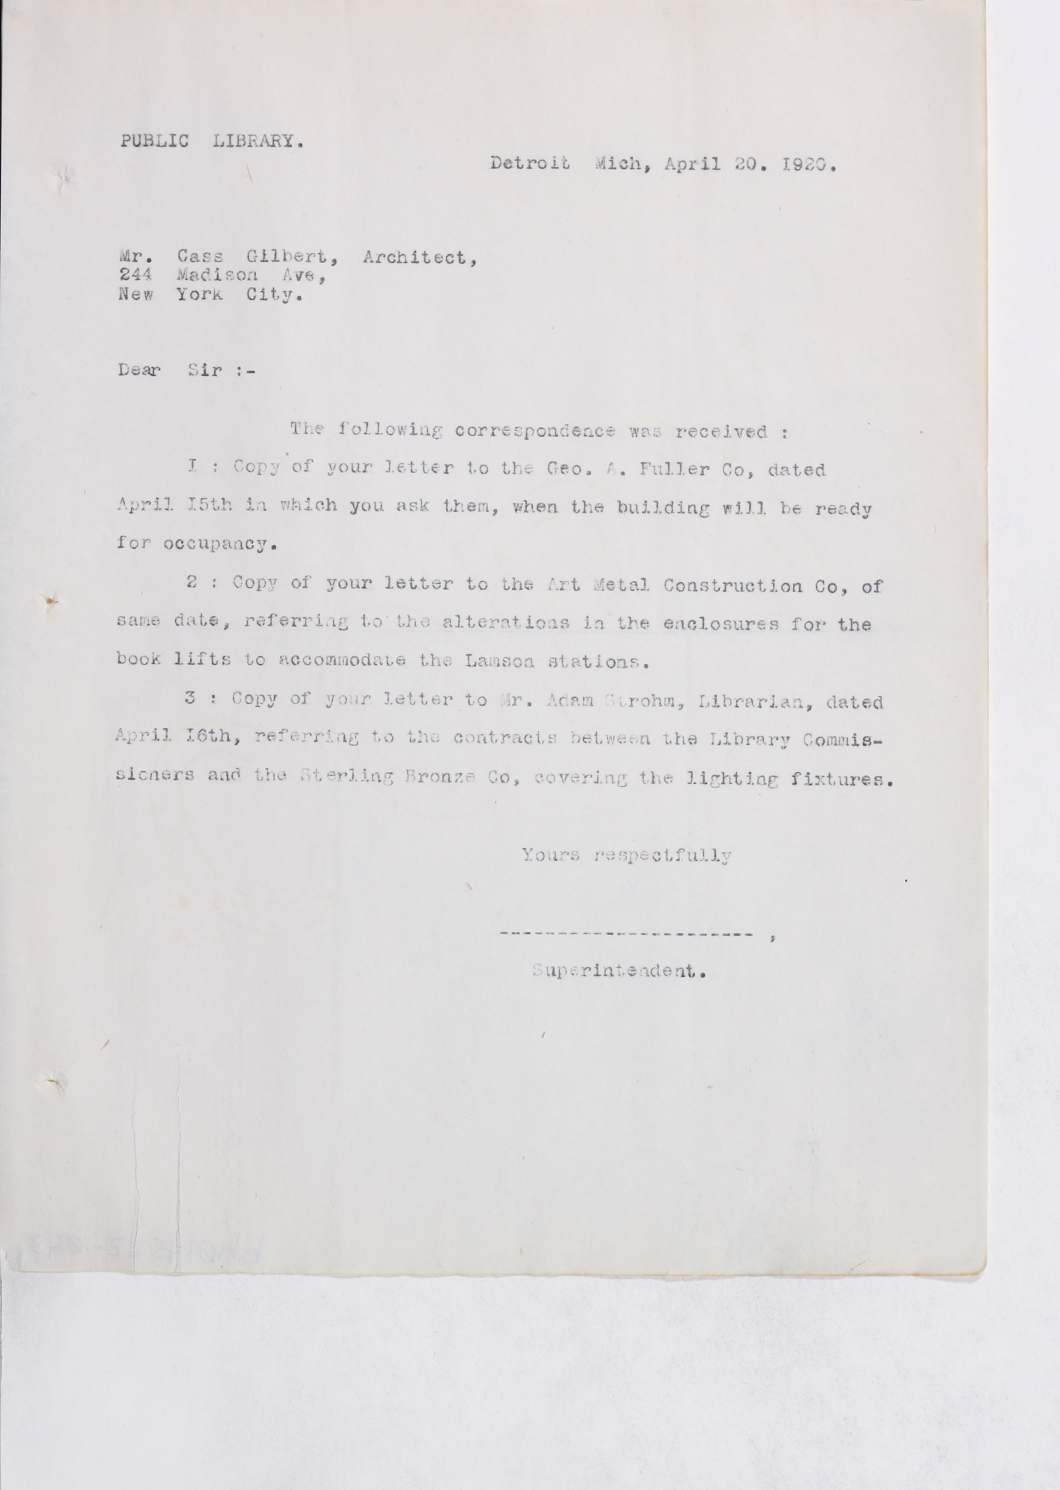 PUBLIC LIBRARY.
Detroit Mich, April 20. I920.
Mr. Cass Gilbert, Architect,
244 Madison Ave,
New York City.
Dear Sir :-
The following correspondence was received :
I : Copy of your letter to the Geo. A. Fuller Co, dated
April I5th in which you ask them, when the building will be ready
for occupancy.
2 : Copy of your letter to the Art Metal Construction Co, of
same date, referring to the alterations in the enclosures for the
book lifts to accommodate the Lamson stations.
3 : Copy of your letter to Mr. Adam Strohm, Librarian, dated
April I6th, referring to the contracts between the Library Commis-
sioners and the Sterling Bronze Co, covering the lighting fixtures.
Yours respectfully
---------------------- ,
Superintendent.